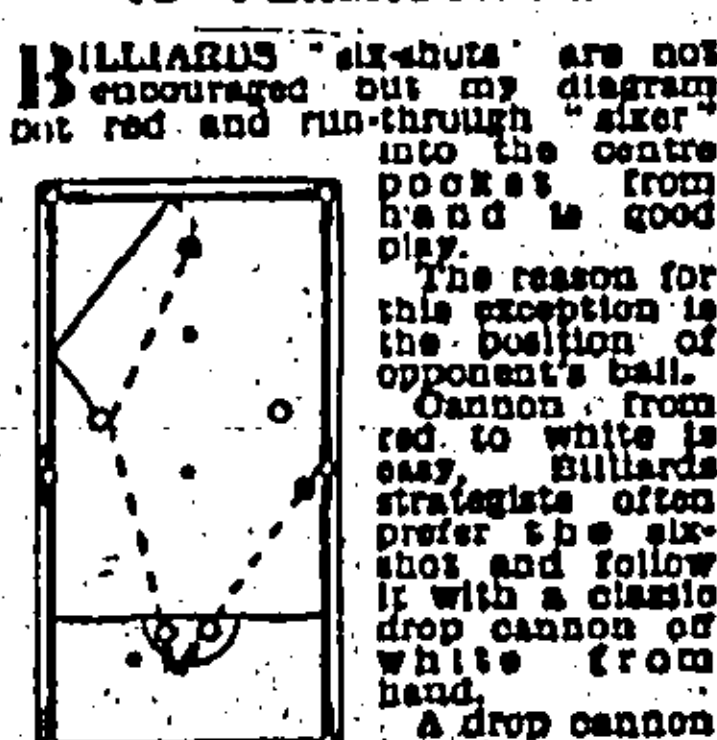 BILLIARDS "six-shots" are not
encouraged but my diagram
pot red and run-through "sixer"
into the centre
pocket from
hand is good
play.
The reason for
this exception is
the position of
opponent's ball.
Cannon from
red to white is
easy. Billiards
strategists often
prefer the six-
shot and follow
it with a classic
drop cannon off
white from
hand.
A drop cannon